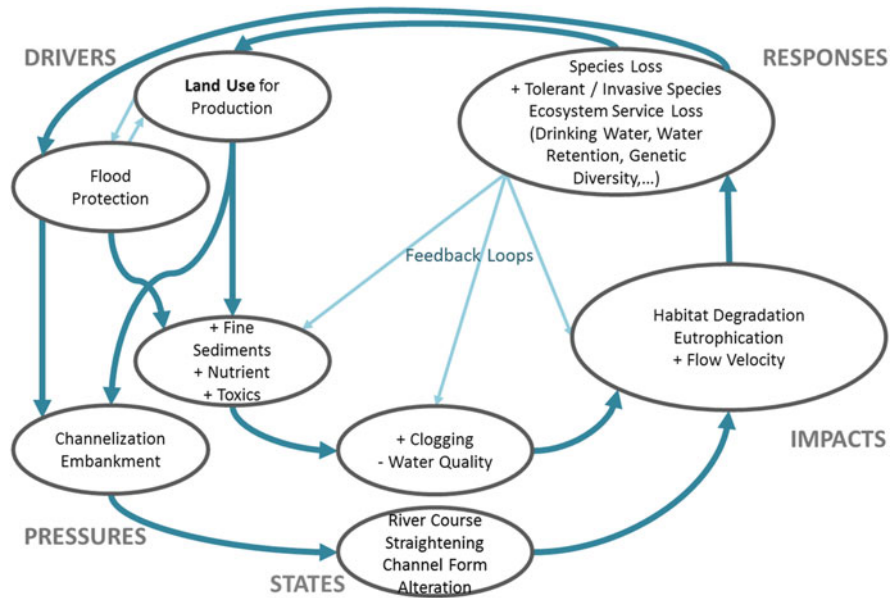 DRIVERS
RESPONSES
Land Use for
Production
Species Loss
+ Tolerant / Invasive Species
Ecosystem Service Loss
(Drinking Water, Water
Retention, Genetic
Diversity,...)
Flood
Protection
Feedback Loops
+ Fine
Sediments
+ Nutrient
+ Toxics
Habitat Degradation
Eutrophication
+ Flow Velocity
Channelization
Embankment
+ Clogging
- Water Quality
IMPACTS
PRESSURES
River Course
Straightening
Channel Form
Alteration
STATES